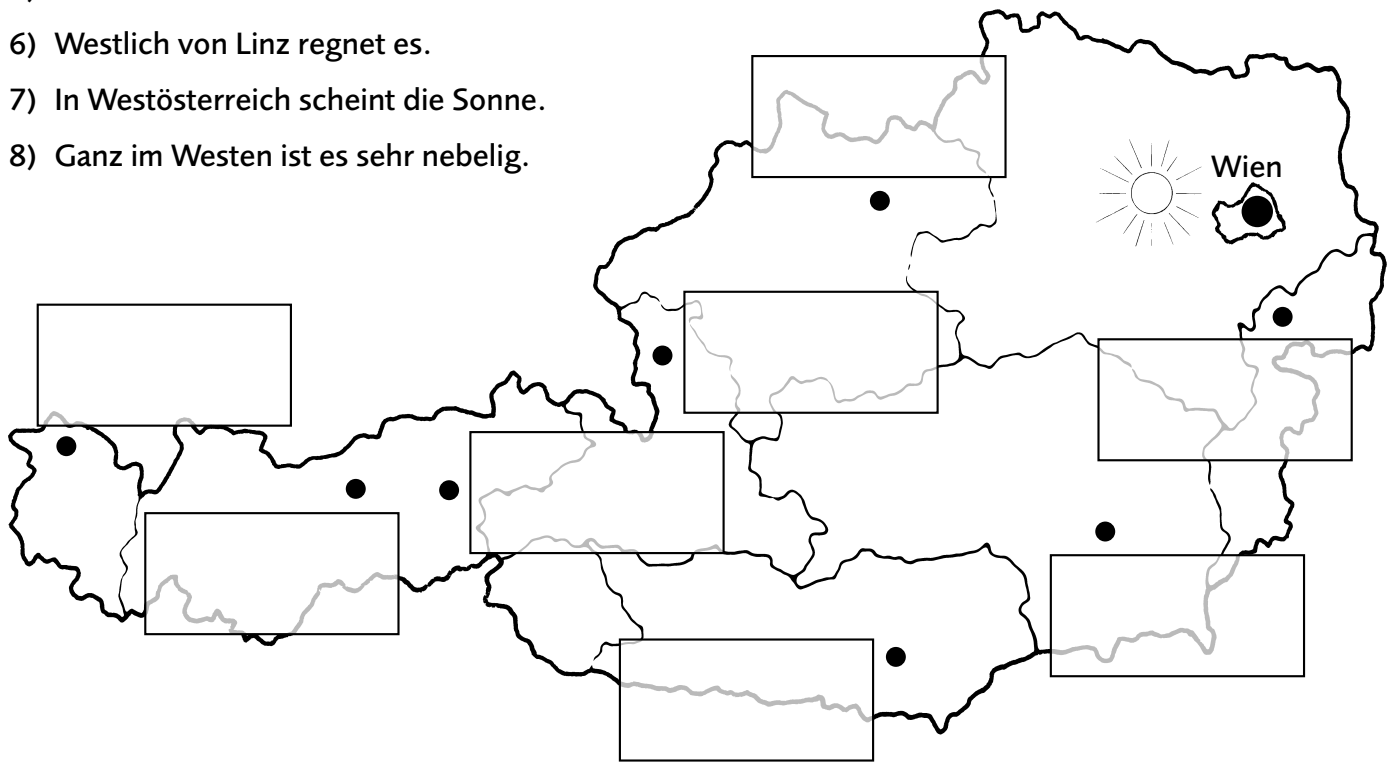 6) Westlich von Linz regnet es.
7) In Westösterreich scheint die Sonne.
8) Ganz im Westen ist es sehr nebelig.
Wien